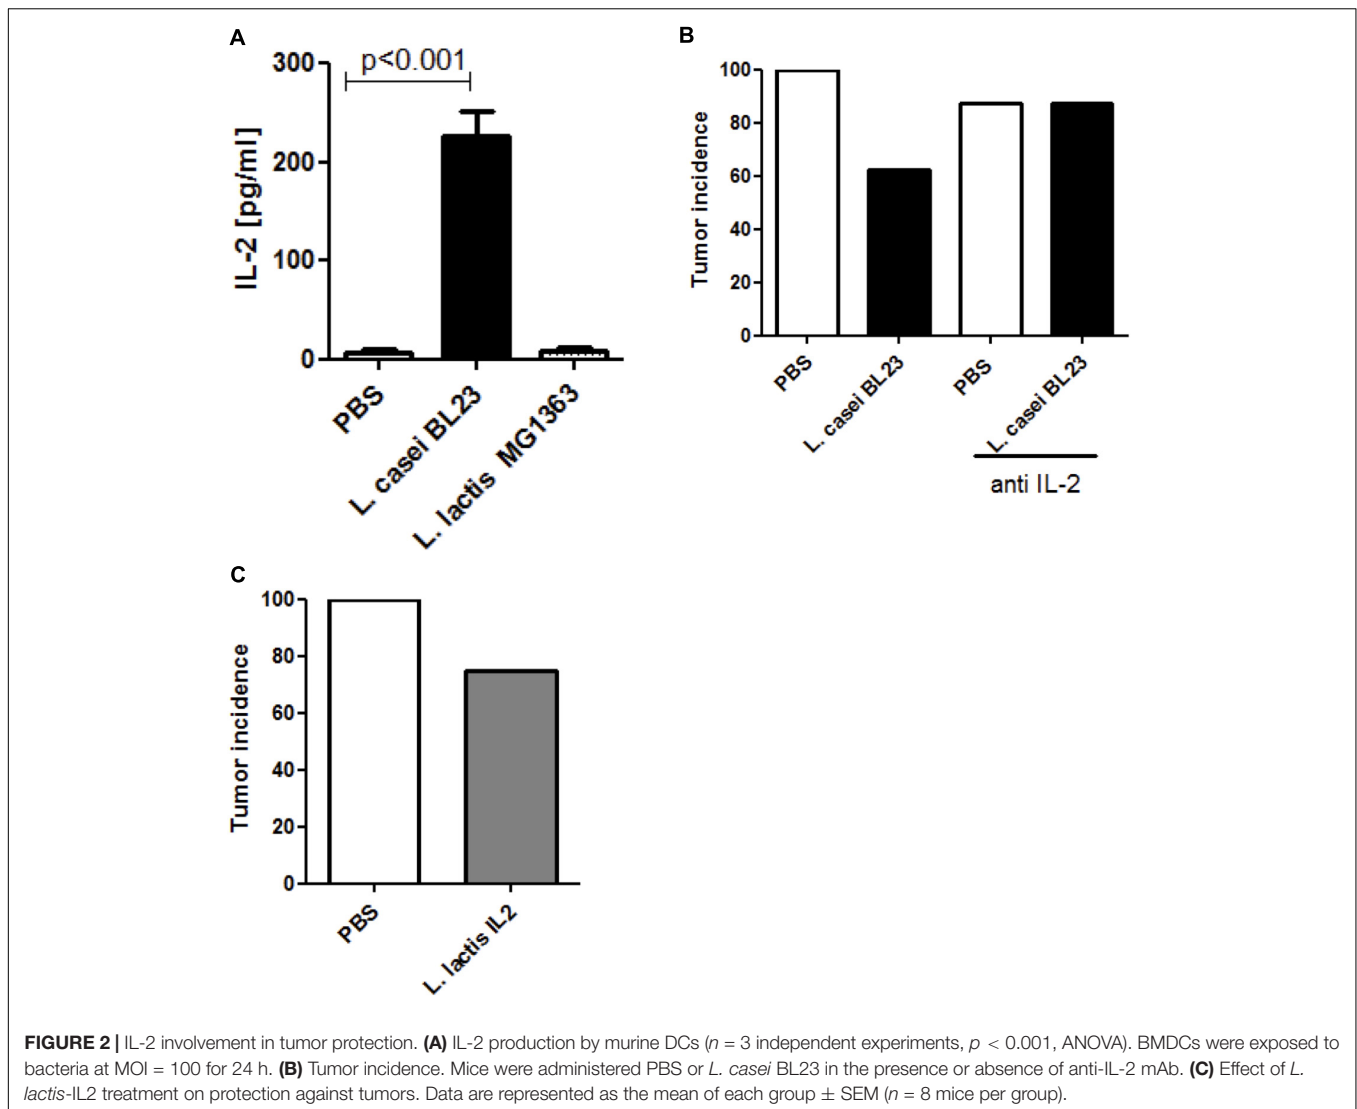 A
p<0.001
IL-2 [pg/ml]
300
200
100
0
PBS
L. casei BL23
L. lactis MG1363
B
Tumor incidence
100
80
60
40
20
0
PBS
L. casei BL23
PBS
L. casei BL23
anti IL-2
C
Tumor incidence
100
80
60
40
20
0
PBS
L. lactis IL2
FIGURE 2 | IL-2 involvement in tumor protection. (A) IL-2 production by murine DCs (n = 3 independent experiments, p < 0.001, ANOVA). BMDCs were exposed to
bacteria at MOI = 100 for 24 h. (B) Tumor incidence. Mice were administered PBS or L. casei BL23 in the presence or absence of anti-IL-2 mAb. (C) Effect of L.
lactis-IL2 treatment on protection against tumors. Data are represented as the mean of each group ± SEM (n = 8 mice per group).